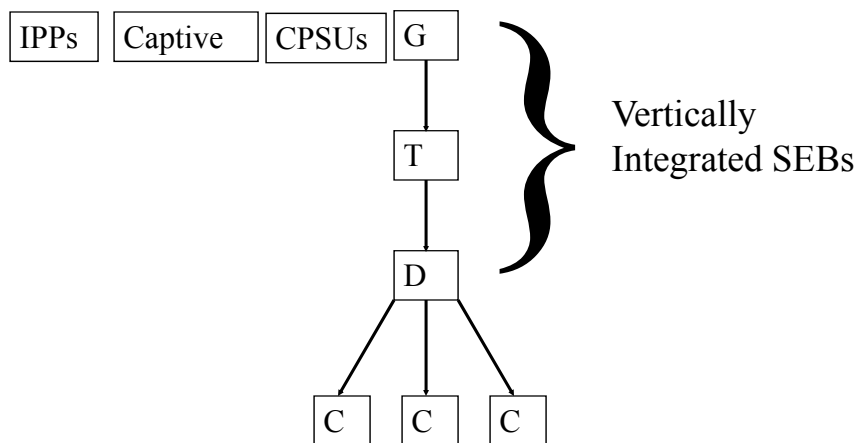 IPPs
Captive
CPSUs
G
Vertically
Integrated SEBs
T
D
C
C
C